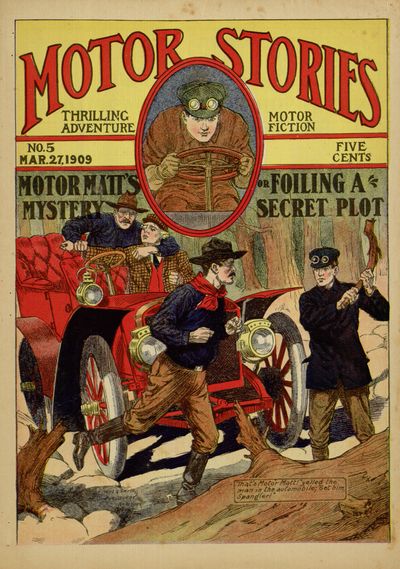 MOTOR STORIES
THRILLING
ADVENTURE
MOTOR
FICTION
NO. 5
MAR. 27, 1909
FIVE
CENTS
MOTOR MATT'S
MYSTERY
OR FOILING A
SECRET PLOT
"That's Motor Matt!" yelled the
man in the automobile; "Get him
Spangler!